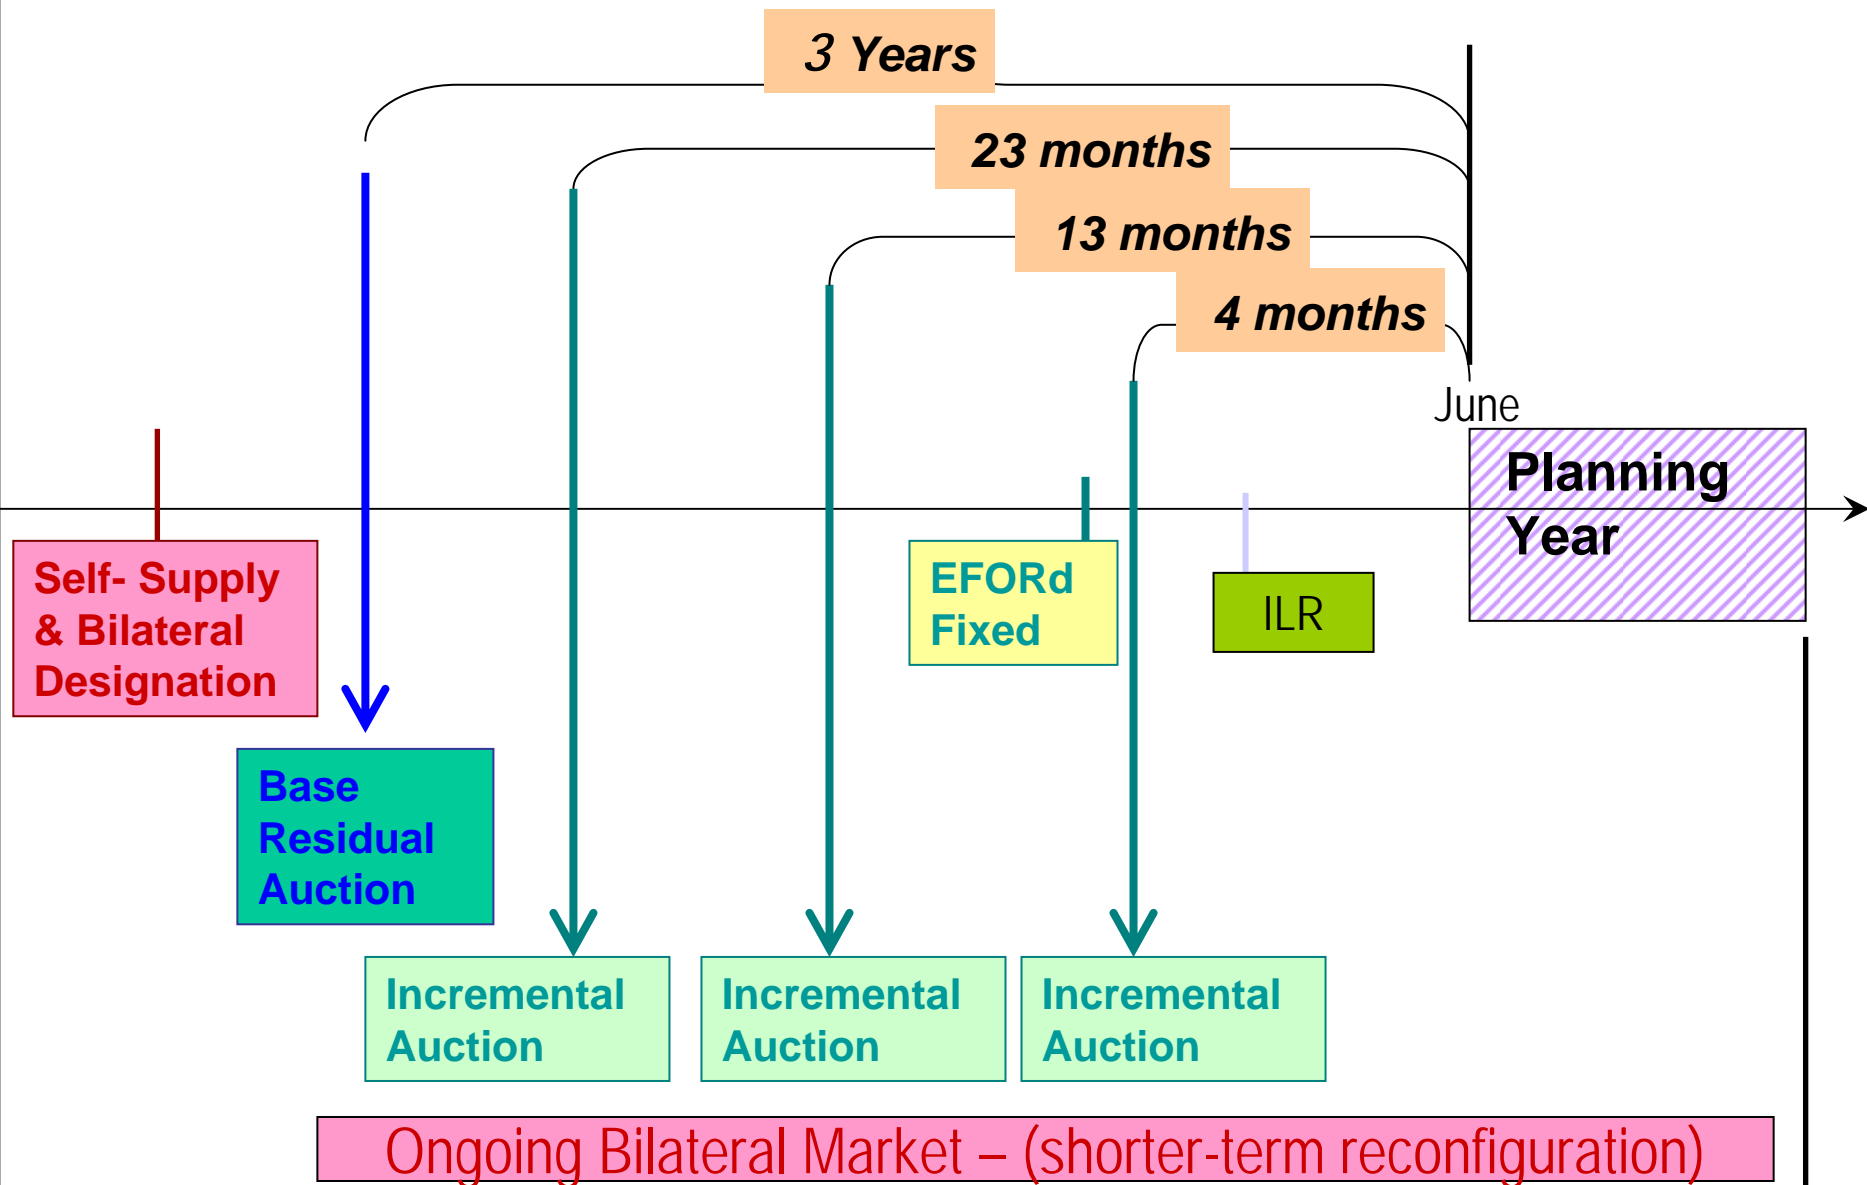 3 Years
23 months
13 months
4 months
June
Planning
Year
Self- Supply
& Bilateral
Designation
EFORd
Fixed
ILR
Base
Residual
Auction
Incremental
Auction
Incremental
Auction
Incremental
Auction
Ongoing Bilateral Market – (shorter-term reconfiguration)